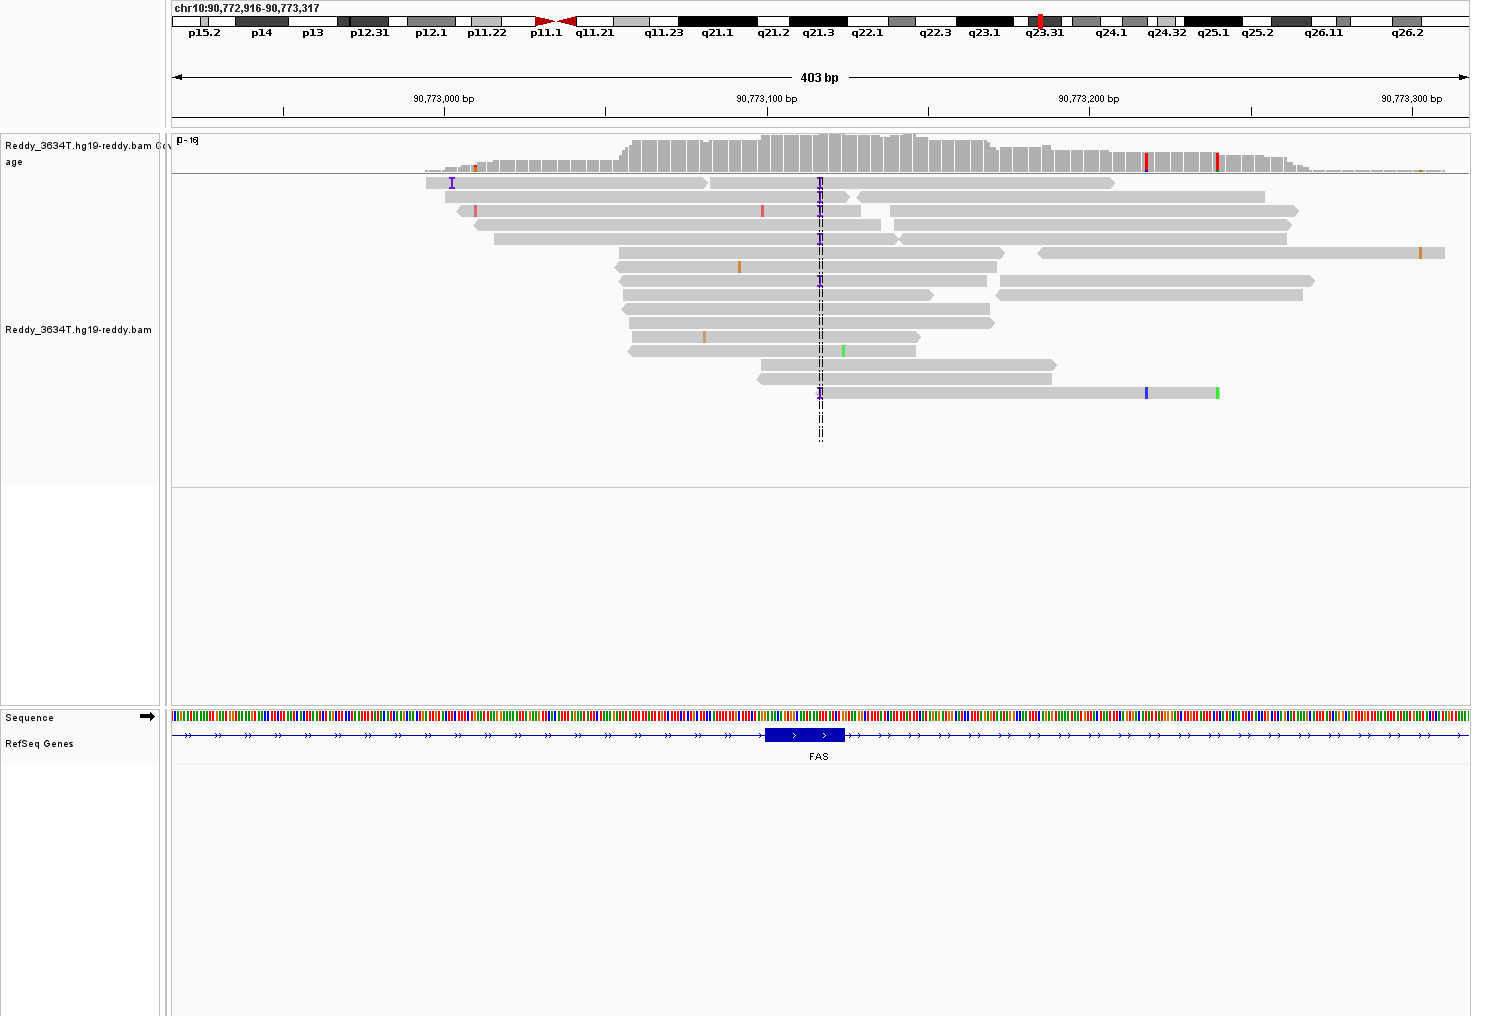 chr10:90,772,916-90,773,317
p15.2 p14 p13 p12.31 p12.1 p11.22 p11.1 q11.21 q11.23 q21.1 q21.2 q21.3 q22.1 q22.3 q23.1 q23.31 q24.1 q24.32 q25.1 q25.2 q26.11 q26.2
403 bp
90,773,000 bp 90,773,100 bp 90,773,200 bp 90,773,300 bp
Reddy_3634T.hg19-reddy.bam Cov
age
[0 - 16]
Reddy_3634T.hg19-reddy.bam
Sequence
RefSeq Genes
FAS